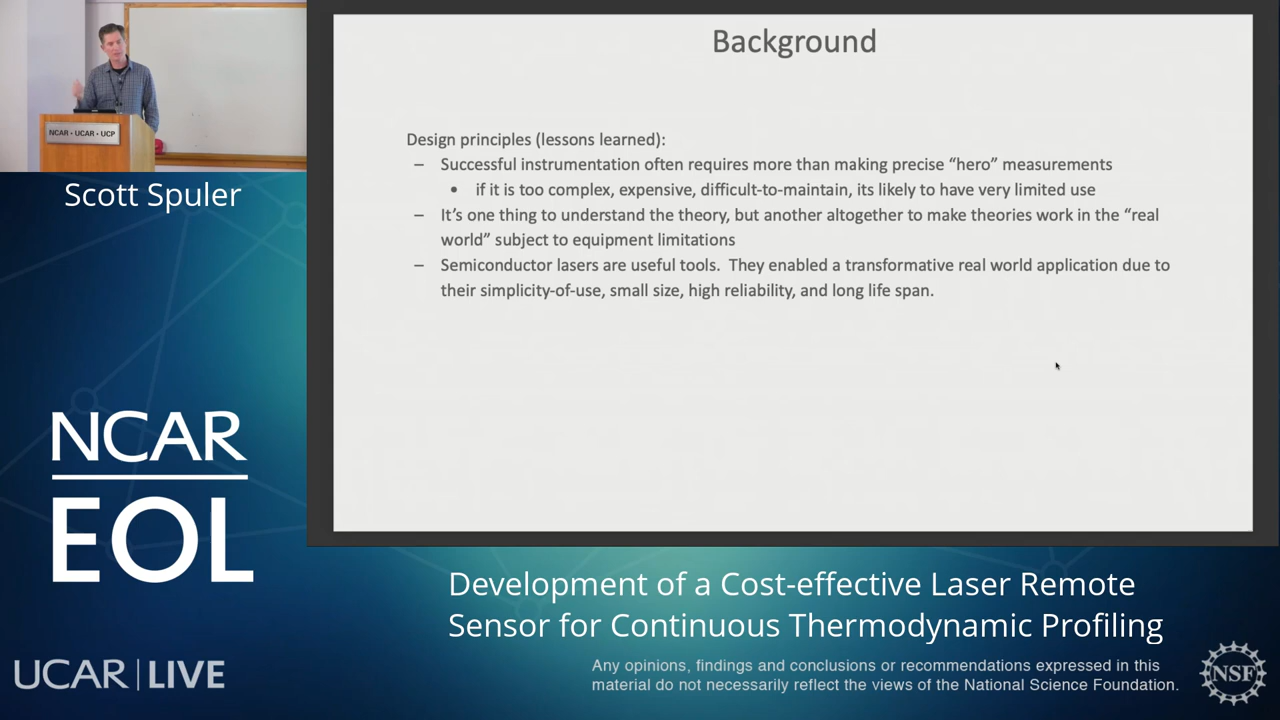 Background
Design principles (lessons learned):
– Successful instrumentation often requires more than making precise “hero” measurements
• if it is too complex, expensive, difficult-to-maintain, its likely to have very limited use
– It’s one thing to understand the theory, but another altogether to make theories work in the “real
world” subject to equipment limitations
– Semiconductor lasers are useful tools.  They enabled a transformative real world application due to
their simplicity-of-use, small size, high reliability, and long life span.
NCAR • UCAR • UCP
Scott Spuler
NCAR
EOL
Development of a Cost-effective Laser Remote
Sensor for Continuous Thermodynamic Profiling
UCAR | LIVE
Any opinions, findings and conclusions or recommendations expressed in this
material do not necessarily reflect the views of the National Science Foundation.
NSF